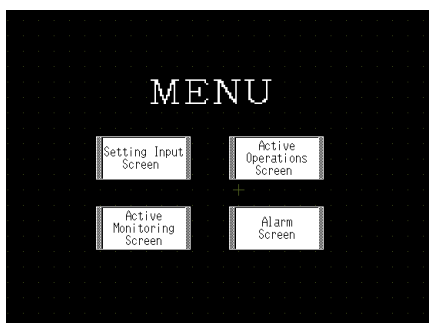 MENU
Setting Input
Screen
Active
Operations
Screen
Active
Monitoring
Screen
Alarm
Screen